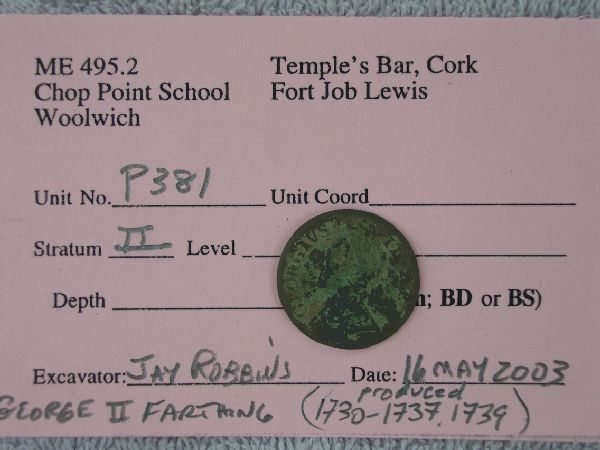 ME 495.2 Temple's Bar, Cork
Chop Point School Fort Job Lewis
Woolwich
Unit No. P381 Unit Coord
Stratum II Level
Depth ; BD or BS)
Excavator: JAY ROBBINS Date: 16 MAY 2003
GEORGE II FARTHING (produced 1730-1737, 1739)